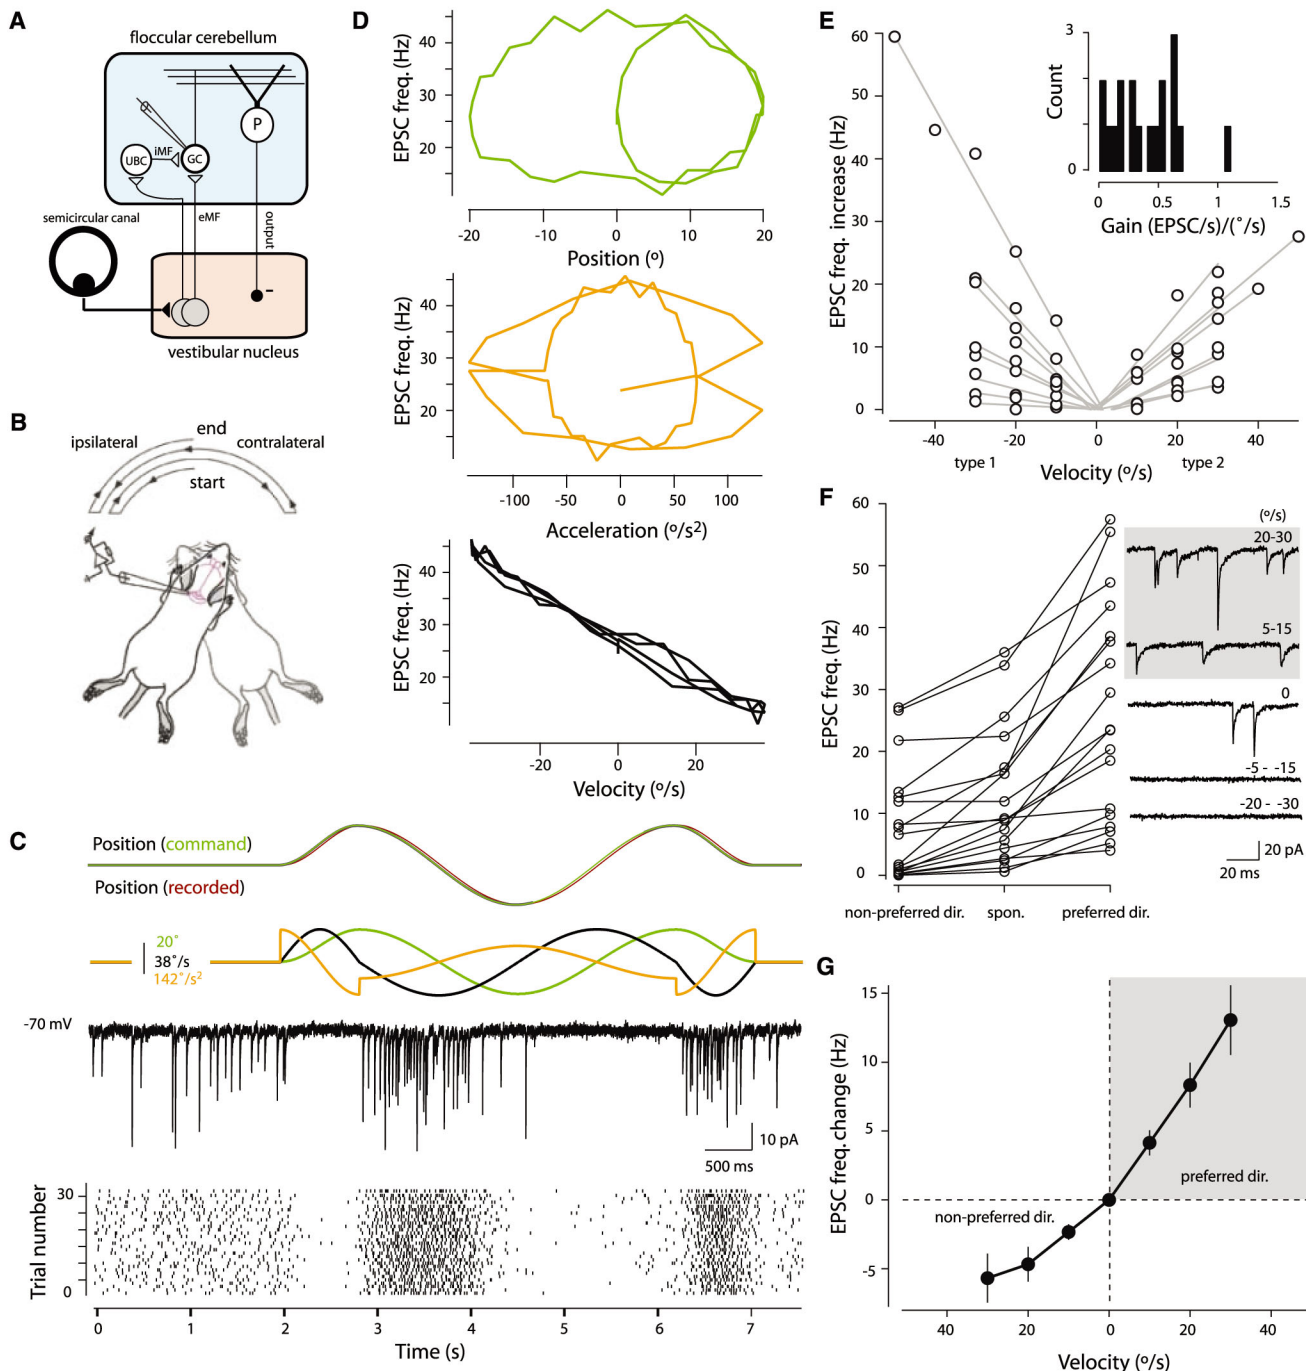 A
floccular cerebellum
P
UBC
iMF
GC
semicircular canal
eMF
output
-
vestibular nucleus
B
ipsilateral
end
contralateral
start
C
Position (command)
Position (recorded)
20˚
38˚/s
142˚/s2
-70 mV
10 pA
500 ms
Trial number
30
0
0 1 2 3 4 5 6 7
Time (s)
D
EPSC freq. (Hz)
40
30
20
-20 -10 0 10 20
Position (º)
EPSC freq. (Hz)
40
30
20
-100 -50 0 50 100
Acceleration (º/s2)
EPSC freq. (Hz)
40
30
20
-20 0 20
Velocity (º/s)
E
EPSC freq. increase (Hz)
60
50
40
30
20
10
0
-40 -20 0 20 40
type 1 Velocity (º/s) type 2
Count
3
0
0 0.5 1 1.5
Gain (EPSC/s)/(˚/s)
F
EPSC freq. (Hz)
60
50
40
30
20
10
0
non-preferred dir. spon. preferred dir.
(º/s)
20-30
5-15
0
-5 - -15
-20 - -30
20 pA
20 ms
G
EPSC freq. change (Hz)
15
10
5
0
-5
preferred dir.
non-preferred dir.
40 20 0 20 40
Velocity (º/s)